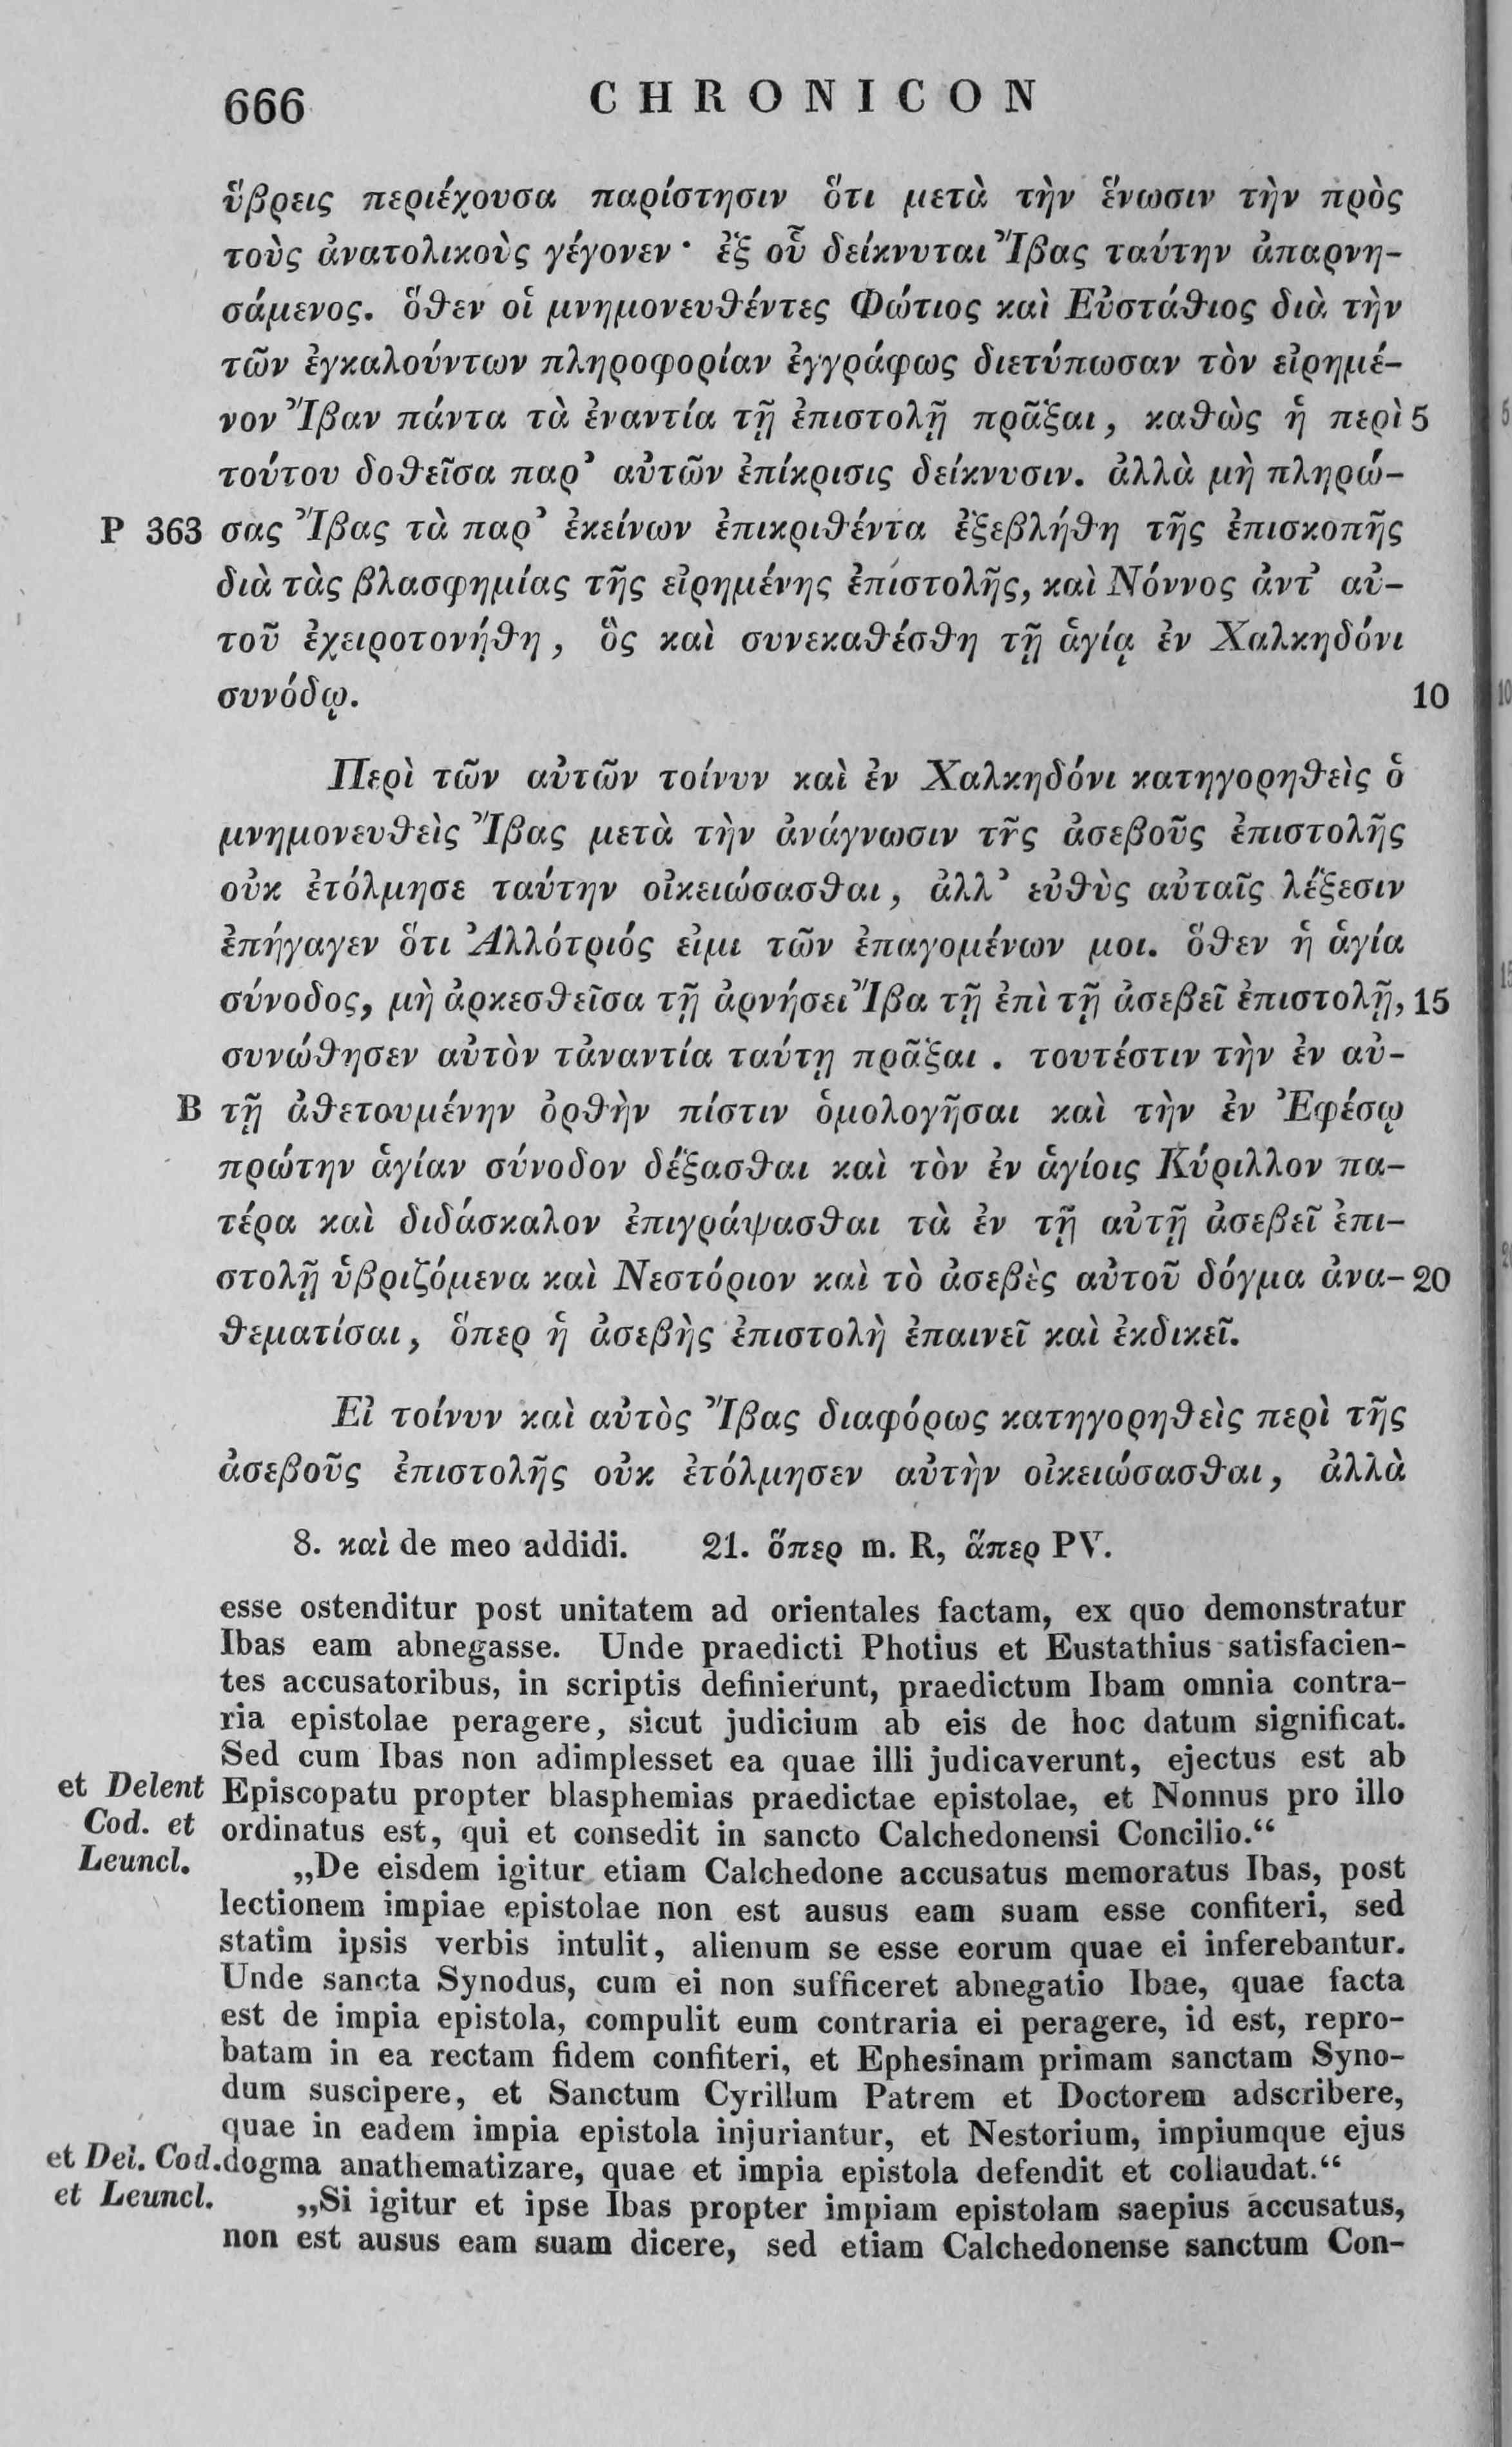 666 CHRONICON
ὕβρεις περιέχουσα παρίστησιν ὅτι μετὰ τὴν ἕνωσιν τὴν πρὸς
τοὺς ἀνατολικοὺς γέγονεν· ἐξ οὗ δείκνυται Ἴβας ταύτην ἀπαρνη-
σάμενος. ὅθεν οἱ μνημονευθέντες Φώτιος καὶ Εὐστάθιος διὰ τὴν
τῶν ἐγκαλούντων πληροφορίαν ἐγγράφως διετύπωσαν τὸν εἰρημέ-
νον Ἴβαν πάντα τὰ ἐναντία τῇ ἐπιστολῇ πρᾶξαι, καθὼς ἡ περὶ 5
τούτου δοθεῖσα παρ᾽ αὐτῶν ἐπίκρισις δείκνυσιν. ἀλλὰ μὴ πληρώ-
P 363 σας Ἴβας τὰ παρ᾽ ἐκείνων ἐπικριθέντα ἐξεβλήθη τῆς ἐπισκοπῆς
διὰ τὰς βλασφημίας τῆς εἰρημένης ἐπιστολῆς, καὶ Νόννος ἀντ᾽ αὐ-
τοῦ ἐχειροτονήθη, ὃς καὶ συνεκαθέσθη τῇ ἁγίᾳ ἐν Χαλκηδόνι
συνόδῳ. 10
Περὶ τῶν αὐτῶν τοίνυν καὶ ἐν Χαλκηδόνι κατηγορηθεὶς ὁ
μνημονευθεὶς Ἴβας μετὰ τὴν ἀνάγνωσιν τῆς ἀσεβοῦς ἐπιστολῆς
οὐκ ἐτόλμησε ταύτην οἰκειώσασθαι, ἀλλ᾽ εὐθὺς αὐταῖς λέξεσιν
ἐπήγαγεν ὅτι Ἀλλότριός εἰμι τῶν ἐπαγομένων μοι. ὅθεν ἡ ἁγία
σύνοδος, μὴ ἀρκεσθεῖσα τῇ ἀρνήσει Ἴβα τῇ ἐπὶ τῇ ἀσεβεῖ ἐπιστολῇ, 15
συνώθησεν αὐτὸν τἀναντία ταύτῃ πρᾶξαι. τουτέστιν τὴν ἐν αὐ-
B τῇ ἀθετουμένην ὀρθὴν πίστιν ὁμολογῆσαι καὶ τὴν ἐν Ἐφέσῳ
πρώτην ἁγίαν σύνοδον δέξασθαι καὶ τὸν ἐν ἁγίοις Κύριλλον πα-
τέρα καὶ διδάσκαλον ἐπιγράψασθαι τὰ ἐν τῇ αὐτῇ ἀσεβεῖ ἐπι-
στολῇ ὑβριζόμενα καὶ Νεστόριον καὶ τὸ ἀσεβὲς αὐτοῦ δόγμα ἀνα- 20
θεματίσαι, ὅπερ ἡ ἀσεβὴς ἐπιστολὴ ἐπαινεῖ καὶ ἐκδικεῖ.
Εἰ τοίνυν καὶ αὐτὸς Ἴβας διαφόρως κατηγορηθεὶς περὶ τῆς
ἀσεβοῦς ἐπιστολῆς οὐκ ἐτόλμησεν αὐτὴν οἰκειώσασθαι, ἀλλὰ
8. καὶ de meo addidi. 21. ὅπερ m. R, ἅπερ PV.
esse ostenditur post unitatem ad orientales factam, ex quo demonstratur
Ibas eam abnegasse. Unde praedicti Photius et Eustathius satisfacien-
tes accusatoribus, in scriptis definierunt, praedictum Ibam omnia contra-
ria epistolae peragere, sicut judicium ab eis de hoc datum significat.
Sed cum Ibas non adimplesset ea quae illi judicaverunt, ejectus est ab
et Delent Episcopatu propter blasphemias praedictae epistolae, et Nonnus pro illo
Cod. et ordinatus est, qui et consedit in sancto Calchedonensi Concilio.“
Leuncl. „De eisdem igitur etiam Calchedone accusatus memoratus Ibas, post
lectionem impiae epistolae non est ausus eam suam esse confiteri, sed
statim ipsis verbis intulit, alienum se esse eorum quae ei inferebantur.
Unde sancta Synodus, cum ei non sufficeret abnegatio Ibae, quae facta
est de impia epistola, compulit eum contraria ei peragere, id est, repro-
batam in ea rectam fidem confiteri, et Ephesinam primam sanctam Syno-
dum suscipere, et Sanctum Cyrillum Patrem et Doctorem adscribere,
quae in eadem impia epistola injuriantur, et Nestorium, impiumque ejus
et Del. Cod. dogma anathematizare, quae et impia epistola defendit et collaudat.“
et Leuncl. „Si igitur et ipse Ibas propter impiam epistolam saepius accusatus,
non est ausus eam suam dicere, sed etiam Calchedonense sanctum Con-